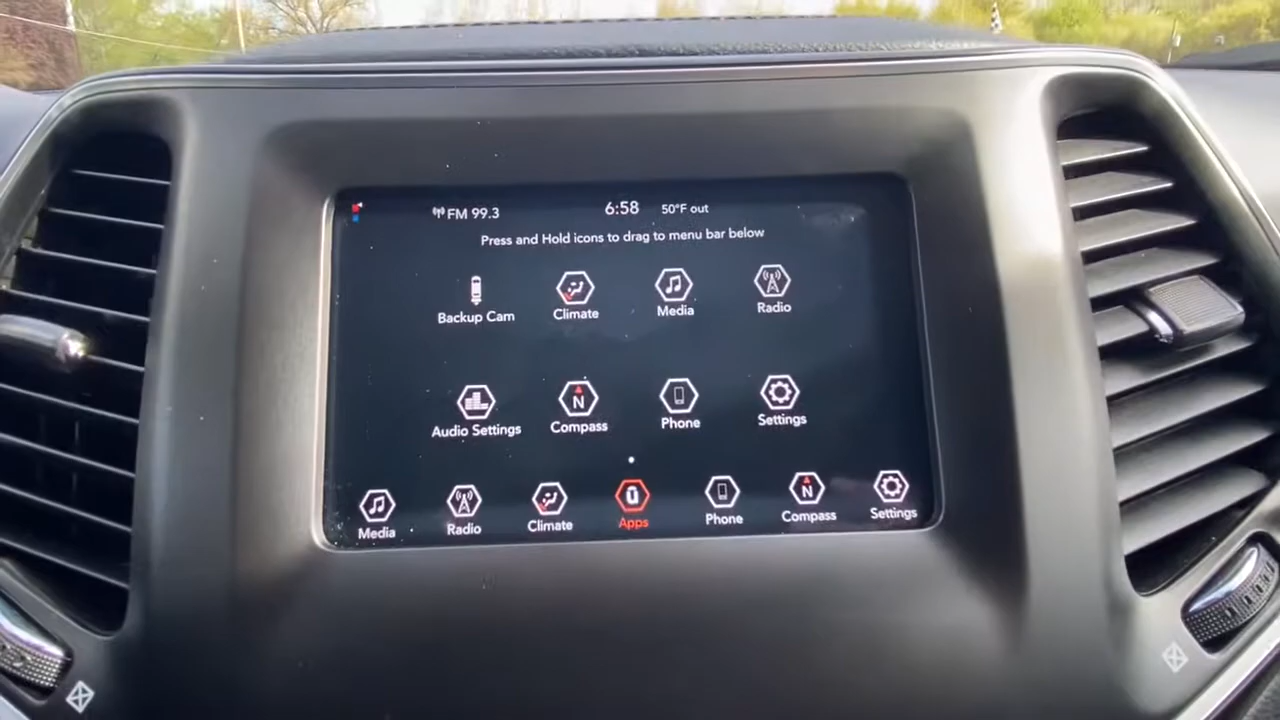 FM 99.3 6:58 50°F out
Press and Hold icons to drag to menu bar below
Backup Cam Climate Media Radio
N
Audio Settings Compass Phone Settings
N
Media Radio Climate Apps Phone Compass Settings